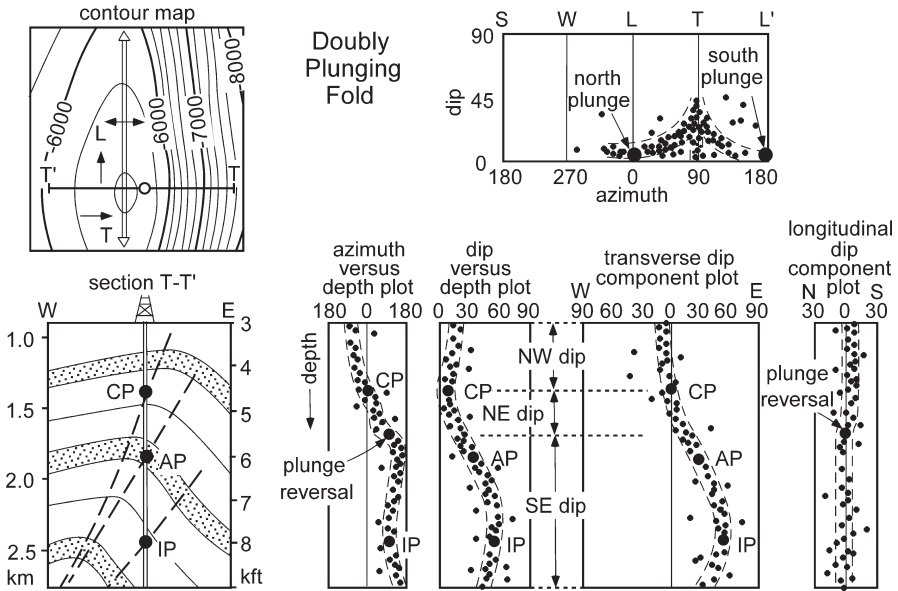 contour map
Doubly
Plunging
Fold
-6000
-6000
-7000
-8000
L
T'
T
T
S W L T L'
90
45
0
dip
north
plunge
south
plunge
180 270 0 90 180
azimuth
section T-T'
W E
1.0
1.5
2.0
2.5
km
3
4
5
6
7
8
kft
CP
AP
IP
azimuth
versus
depth plot
180 0 180
depth
CP
plunge
reversal
IP
dip
versus
depth plot
0 30 60 90
CP
AP
IP
NW dip
NE dip
SE dip
transverse dip
component plot
W E
90 60 30 0 30 60 90
CP
AP
IP
longitudinal
dip
component
plot
N S
30 0 30
plunge
reversal